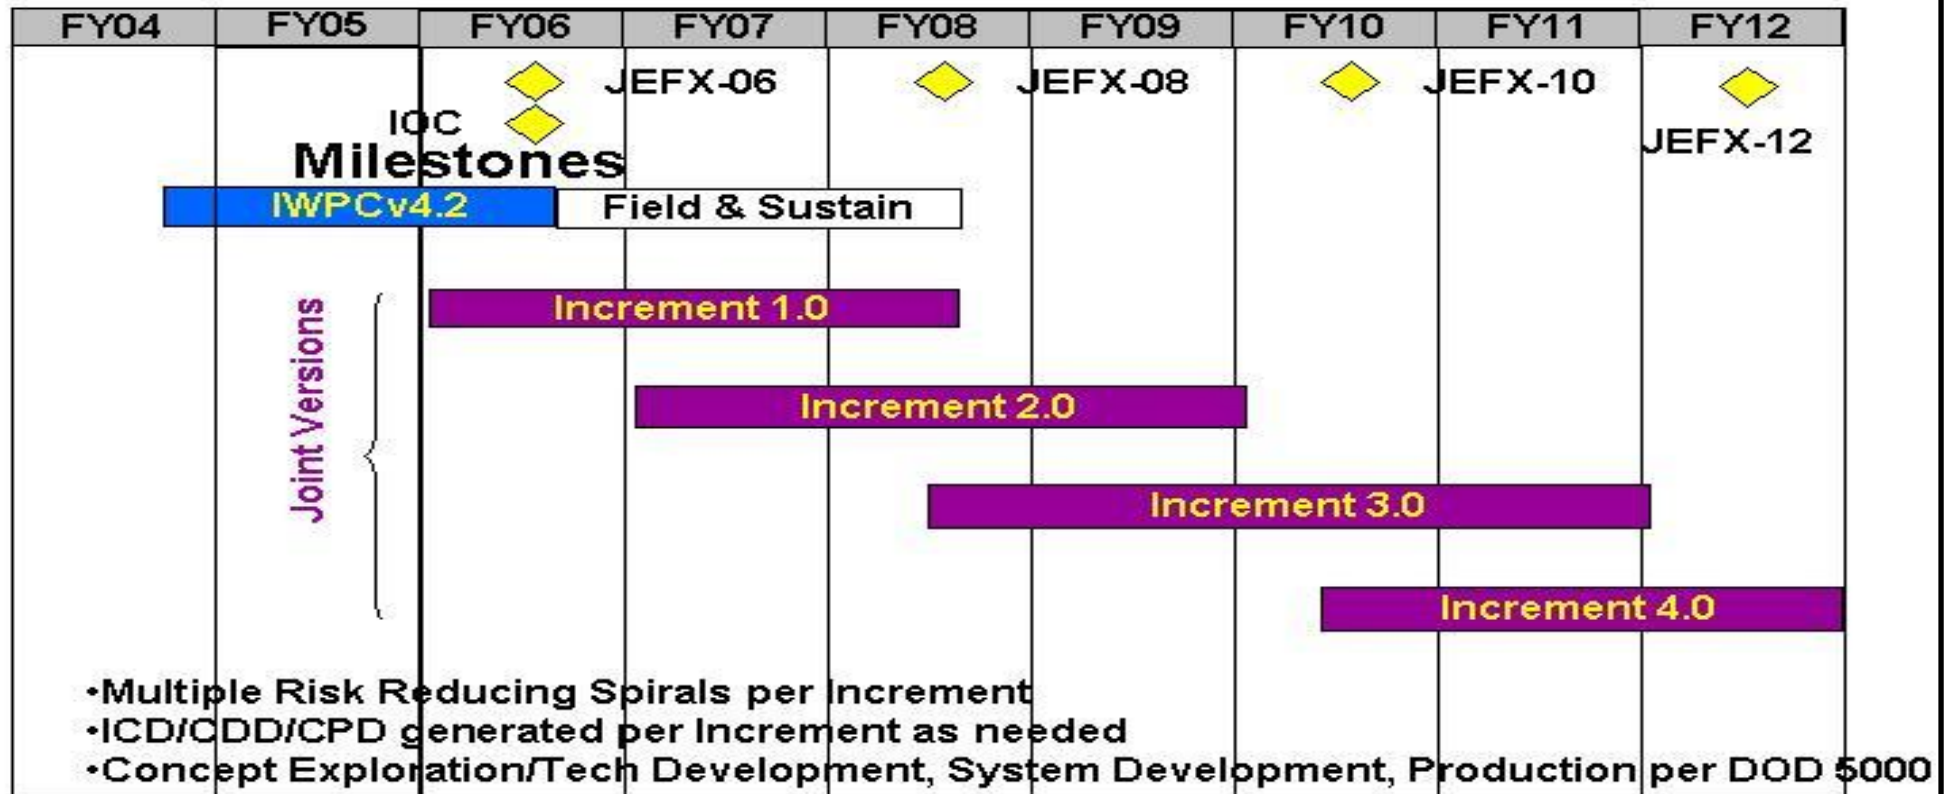 FY04 FY05 FY06 FY07 FY08 FY09 FY10 FY11 FY12
JEFX-06 JEFX-08 JEFX-10
IOC
JEFX-12
Milestones
IWPCv4.2 Field & Sustain
Joint Versions
Increment 1.0
Increment 2.0
Increment 3.0
Increment 4.0
•Multiple Risk Reducing Spirals per Increment
•ICD/CDD/CPD generated per Increment as needed
•Concept Exploration/Tech Development, System Development, Production per DOD 5000